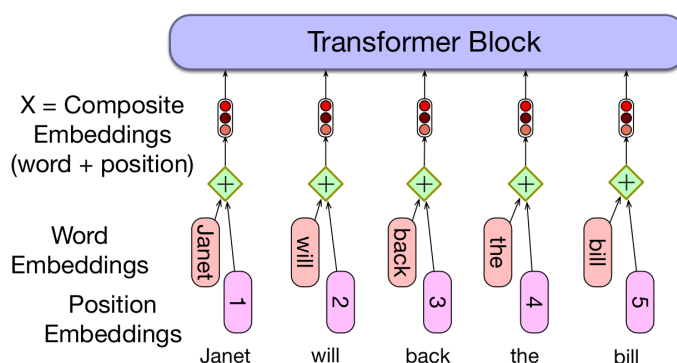 Transformer Block
X = Composite
Embeddings
(word + position)
+ + + + +
Word
Embeddings
Janet will back the bill
Position
Embeddings
1 2 3 4 5
Janet will back the bill